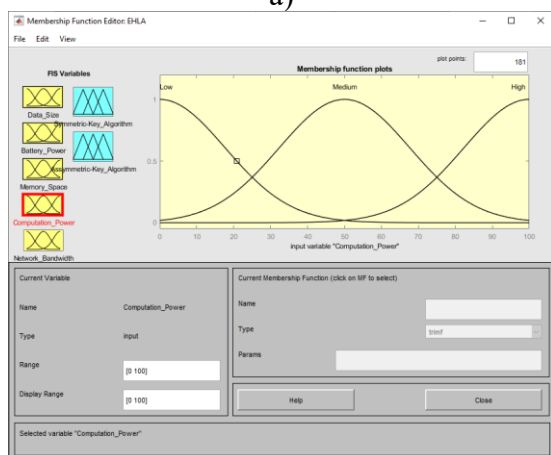 a)
Membership Function Editor: EHLA
File Edit View
FIS Variables
Data_Size
Symmetric-Key_Algorithm
Battery_Power
Assymmetric-Key_Algorithm
Memory_Space
Computation_Power
Network_Bandwidth
Membership function plots
plot points:
181
Low
Medium
High
1
0.5
0
0 10 20 30 40 50 60 70 80 90 100
input variable "Computation_Power"
Current Variable
Name Computation_Power
Type input
Range [0 100]
Display Range [0 100]
Current Membership Function (click on MF to select)
Name
Type trimf
Params
Help
Close
Selected variable "Computation_Power"